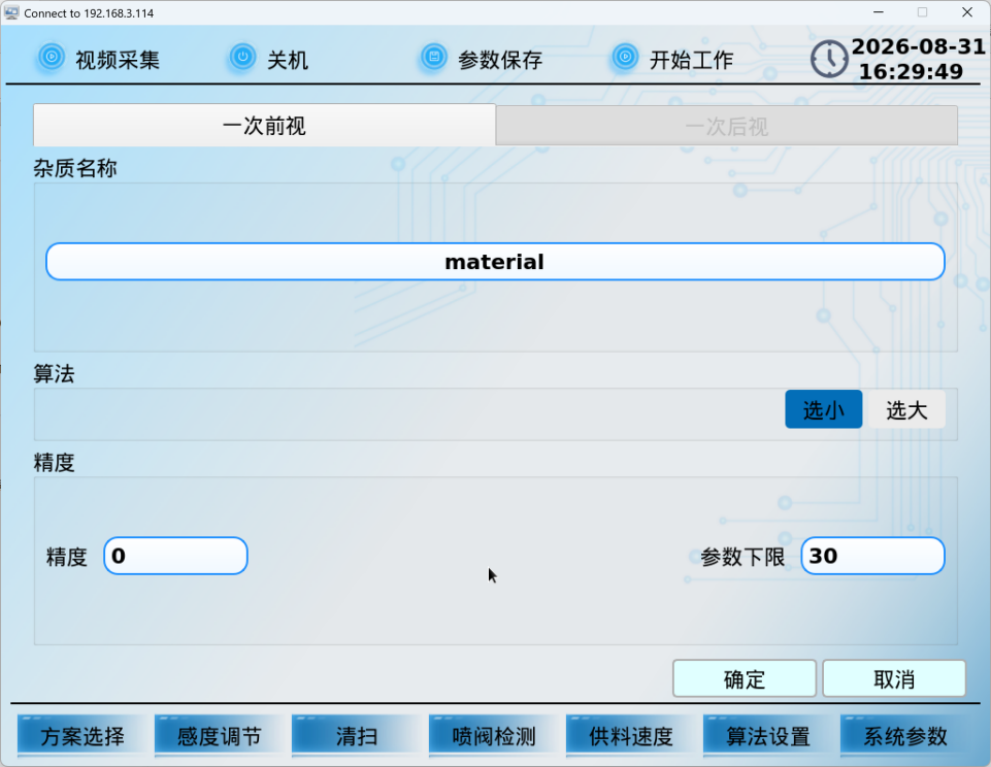 Connect to 192.168.3.114
视频采集 关机 参数保存 开始工作 2026-08-31
16:29:49
一次前视 一次后视
杂质名称
material
算法
选小 选大
精度
精度 0 参数下限 30
确定 取消
方案选择 感度调节 清扫 喷阀检测 供料速度 算法设置 系统参数